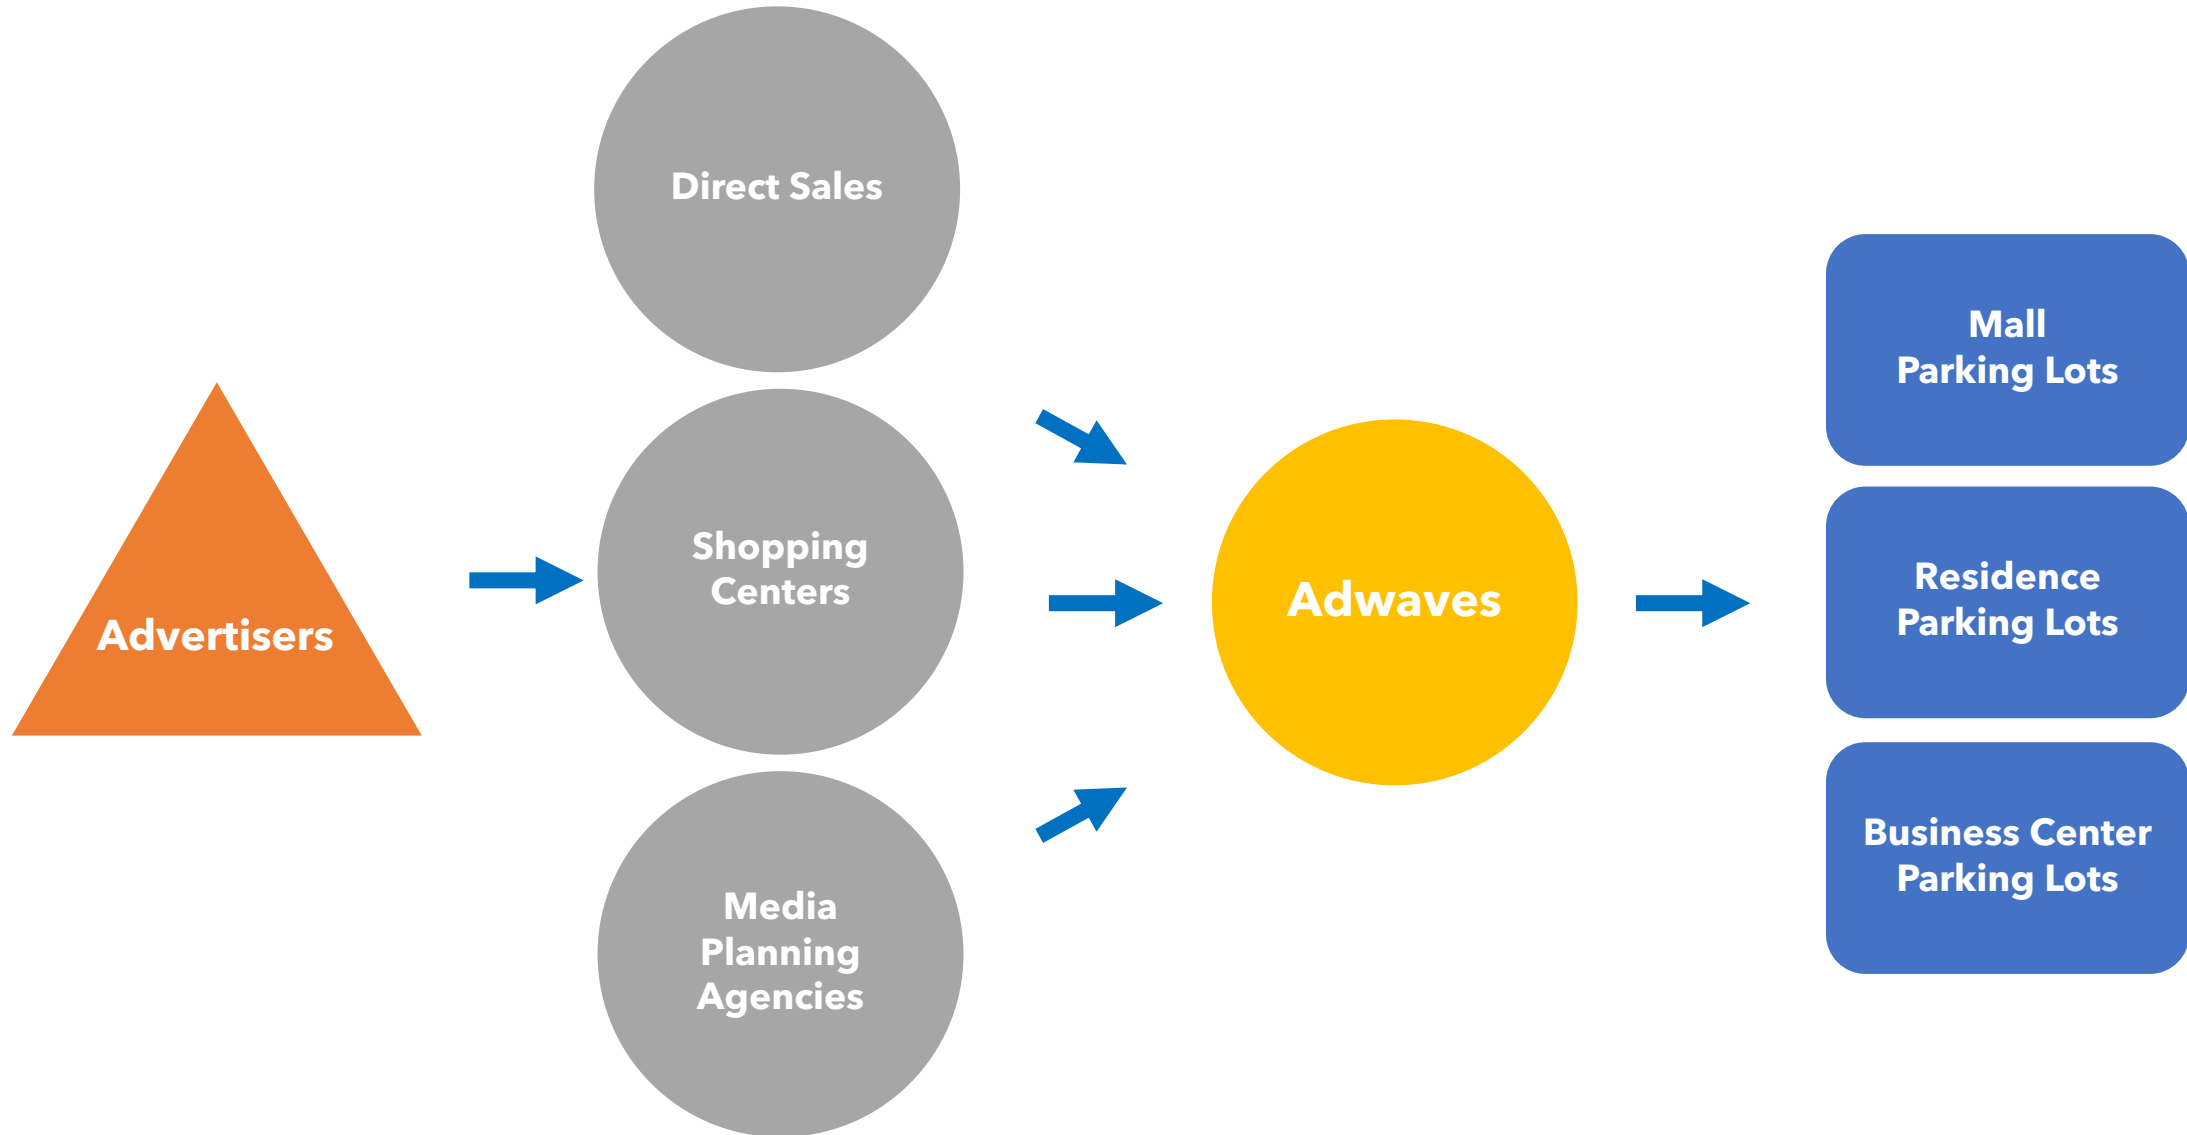 Direct Sales
Shopping
Centers
Media
Planning
Agencies
Advertisers
Adwaves
Mall
Parking Lots
Residence
Parking Lots
Business Center
Parking Lots